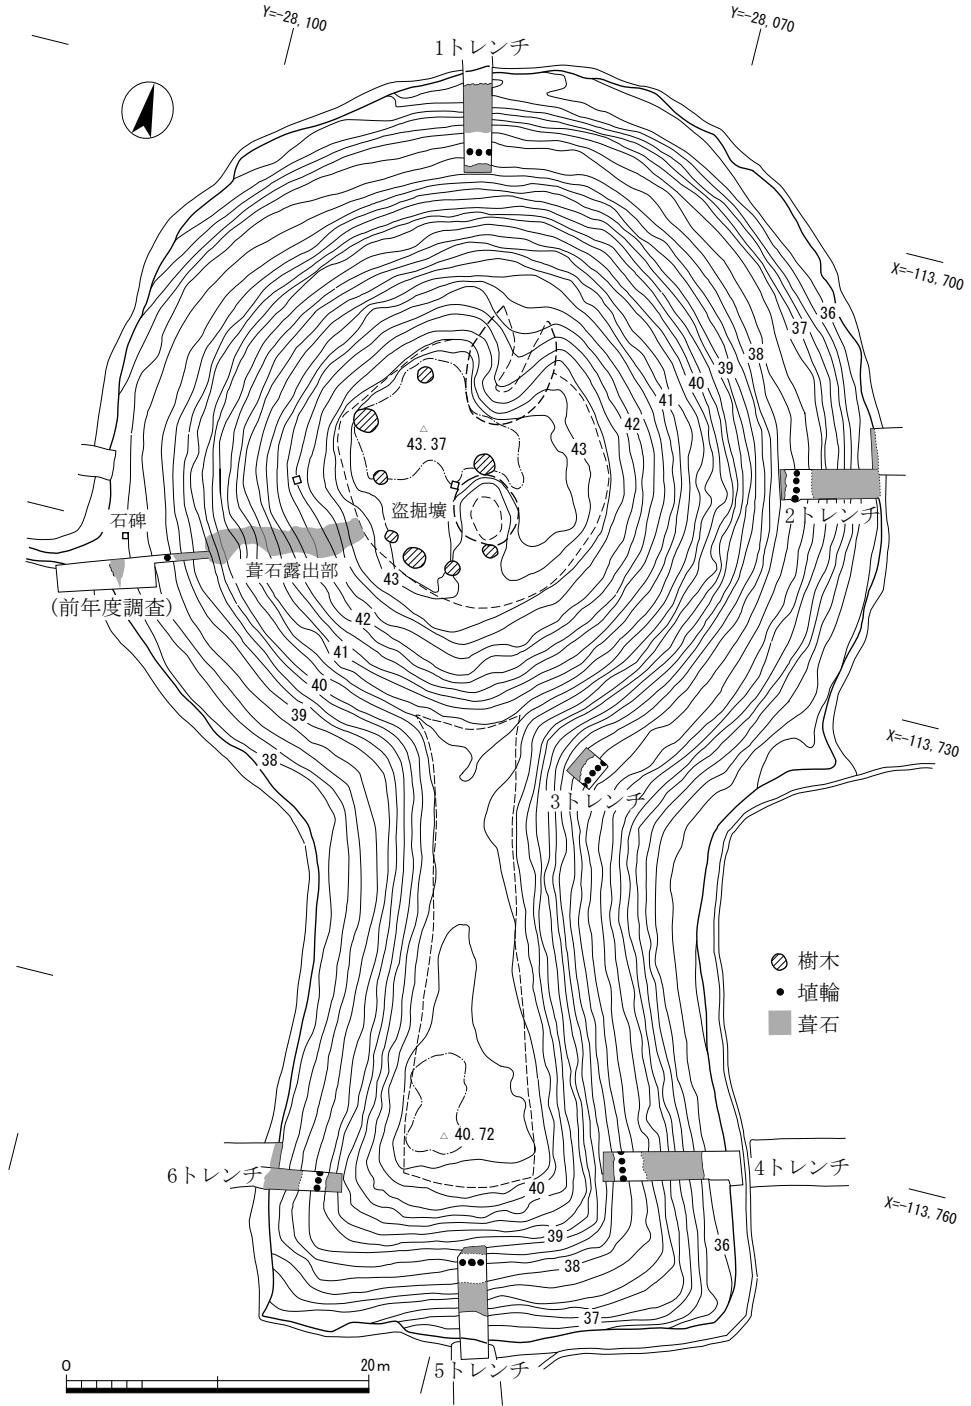 Y=-28,100
Y=-28,070
1トレンチ
X=-113,700
36
37
38
39
40
41
42
43
43.37
盗掘壙
2トレンチ
石碑
葺石露出部
(前年度調査)
43
42
41
40
39
38
X=-113,730
3トレンチ
樹木
埴輪
葺石
40.72
6トレンチ
4トレンチ
40
X=-113,760
39
36
38
37
0
20m
5トレンチ